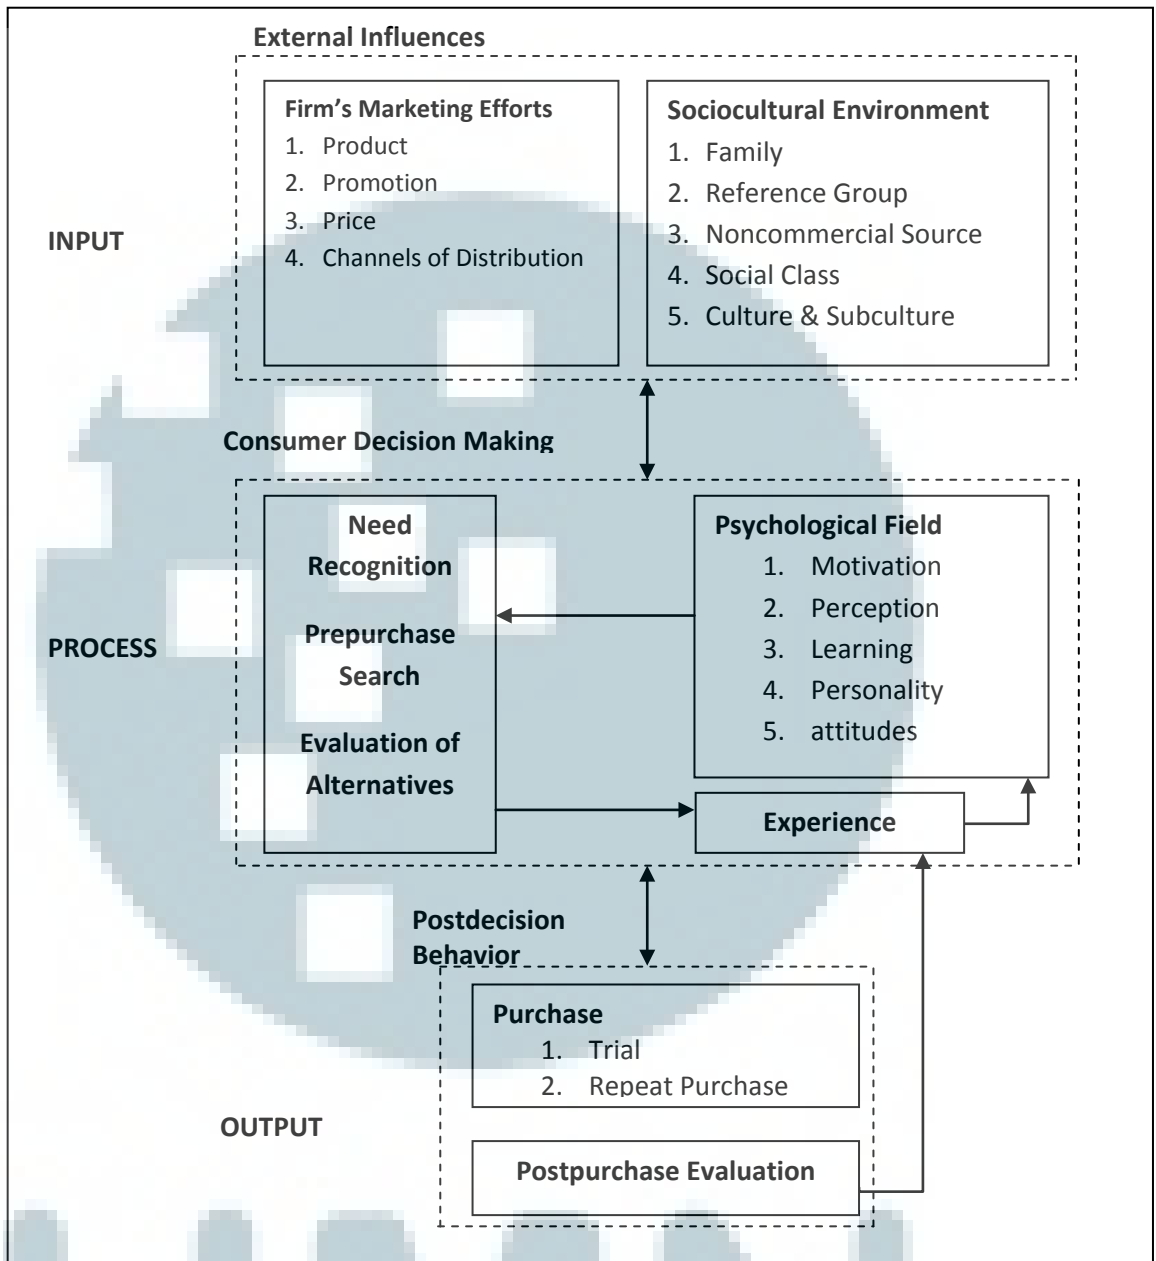 External Influences
Firm's Marketing Efforts
1. Product
2. Promotion
3. Price
4. Channels of Distribution
Sociocultural Environment
1. Family
2. Reference Group
3. Noncommercial Source
4. Social Class
5. Culture & Subculture
INPUT
Consumer Decision Making
Need
Recognition
Prepurchase
Search
Evaluation of
Alternatives
Psychological Field
1. Motivation
2. Perception
3. Learning
4. Personality
5. attitudes
PROCESS
Experience
Postdecision
Behavior
Purchase
1. Trial
2. Repeat Purchase
OUTPUT
Postpurchase Evaluation